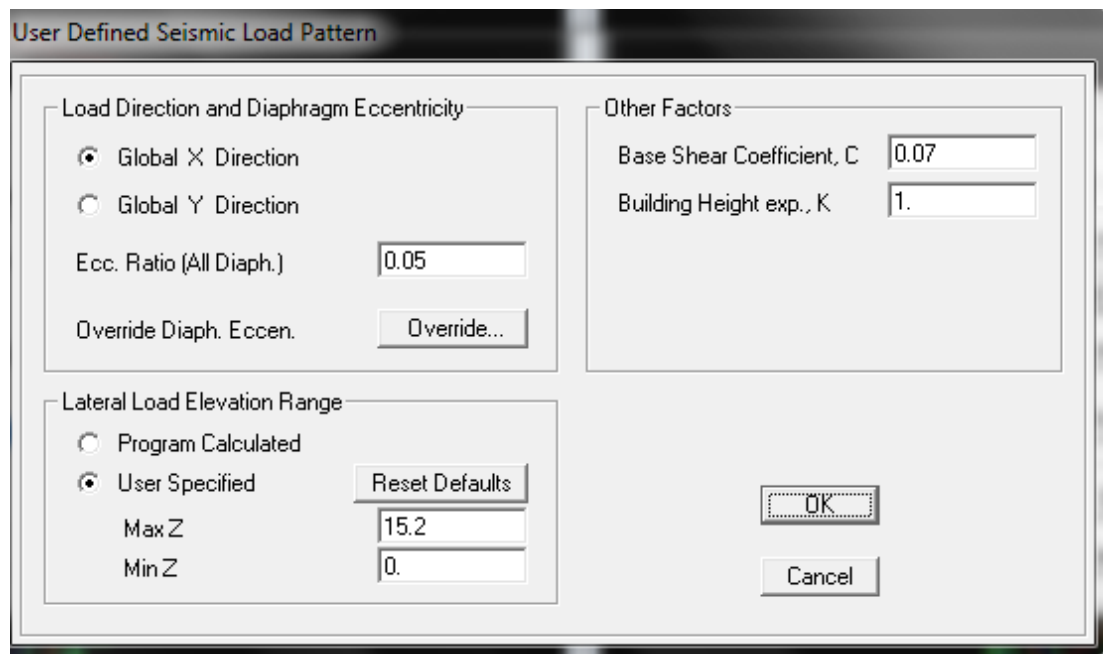 User Defined Seismic Load Pattern
Load Direction and Diaphragm Eccentricity
Global X Direction
Global Y Direction
Ecc. Ratio (All Diaph.) 0.05
Override Diaph. Eccen. Override...
Other Factors
Base Shear Coefficient, C 0.07
Building Height exp., K 1.
Lateral Load Elevation Range
Program Calculated
User Specified Reset Defaults
Max Z 15.2
Min Z 0.
OK
Cancel